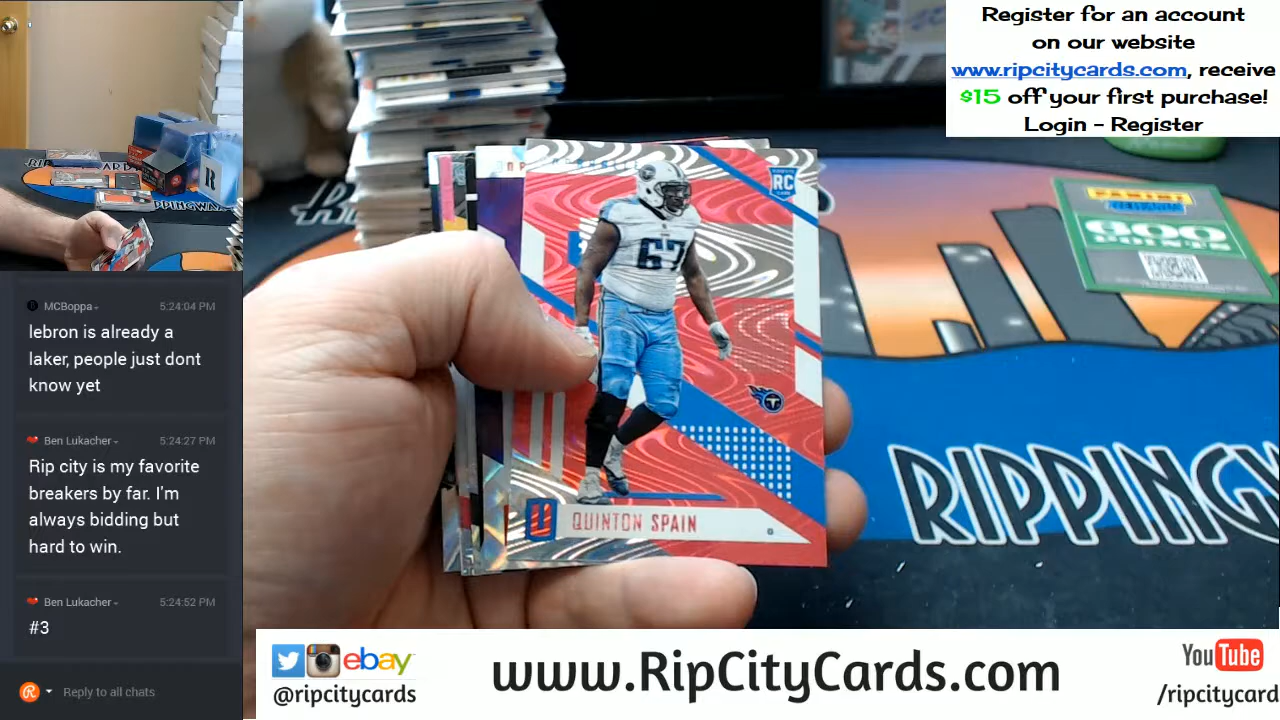 Register for an account
on our website
www.ripcitycards.com, receive
$15 off your first purchase!
Login - Register
MCBoppa
5:24:04 PM
lebron is already a
laker, people just dont
know yet
Ben Lukacher
5:24:27 PM
Rip city is my favorite
breakers by far. I'm
always bidding but
hard to win.
Ben Lukacher
5:24:52 PM
#3
Reply to all chats
RC
67
U
QUINTON SPAIN
PANINI
600
POINTS
RIPPINGW
R
ebay
@ripcitycards
www.RipCityCards.com
YouTube
/ripcitycard